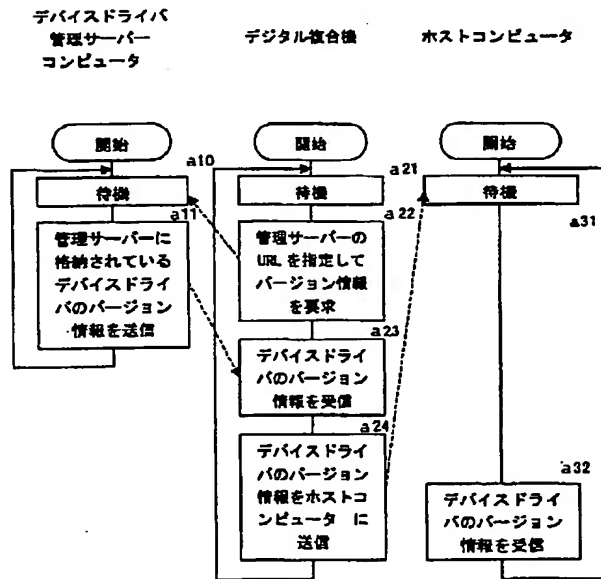 デバイスドライバ
管理サーバー
コンピュータ
デジタル複合機
ホストコンピュータ
開始
a10
待機
a11
管理サーバーに
格納されている
デバイスドライ
バのバージョン
情報を送信
開始
a21
待機
a22
管理サーバーの
URLを指定して
バージョン情報
を要求
a23
デバイスドライ
バのバージョン
情報を受信
a24
デバイスドライ
バのバージョン
情報をホストコ
ンピュータ に
送信
開始
待機
a31
a32
デバイスドライ
バのバージョン
情報を受信